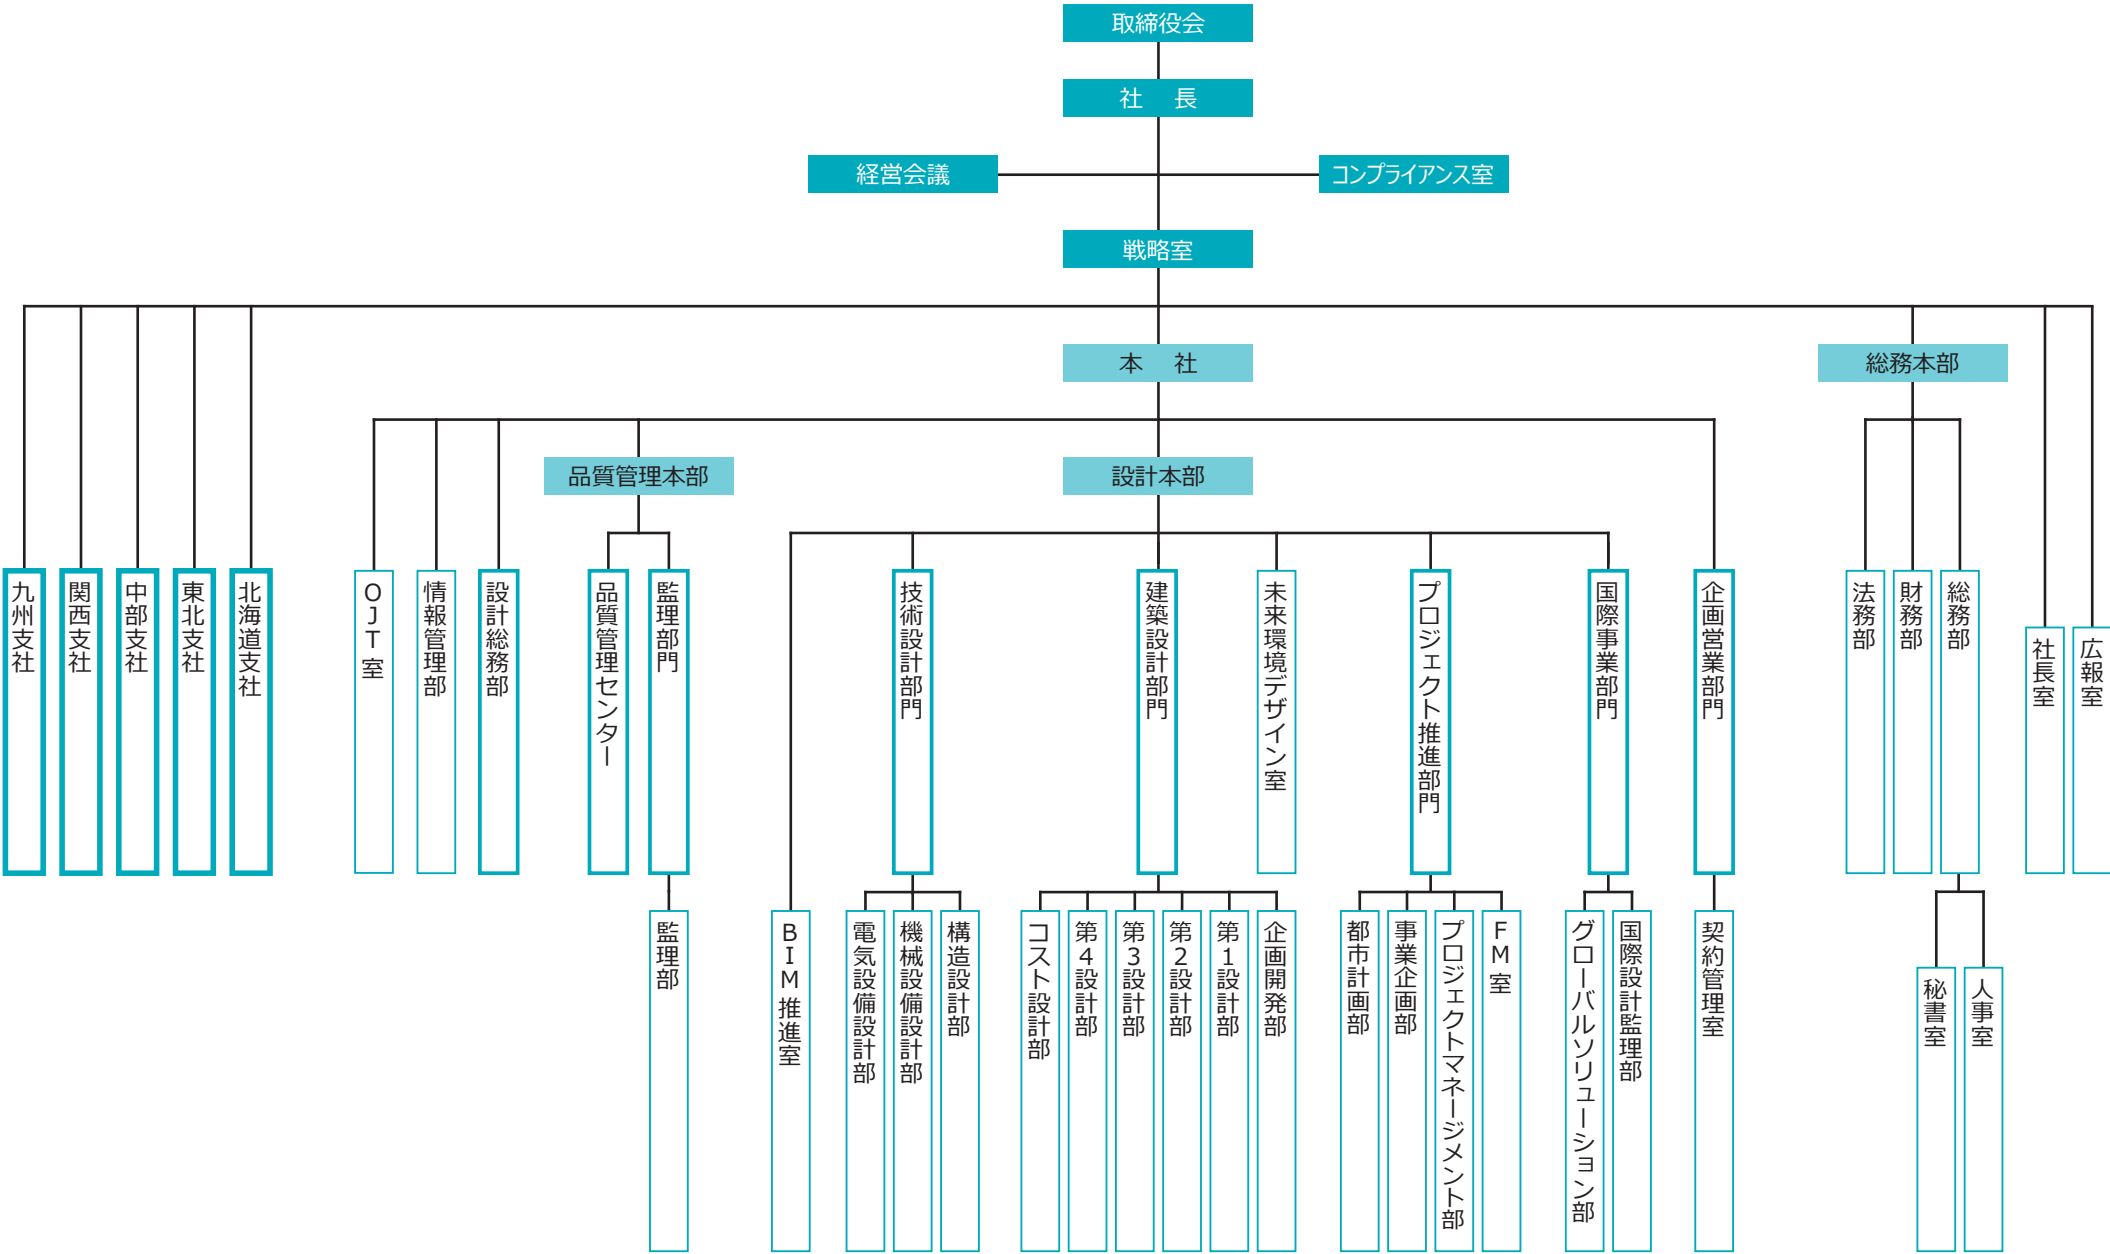 取締役会
社　長
経営会議
コンプライアンス室
戦略室
本　社
総務本部
品質管理本部
設計本部
九州支社
関西支社
中部支社
東北支社
北海道支社
OJT室
情報管理部
設計総務部
品質管理センター
監理部門
技術設計部門
建築設計部門
未来環境デザイン室
プロジェクト推進部門
国際事業部門
企画営業部門
法務部
財務部
総務部
社長室
広報室
監理部
BIM推進室
電気設備設計部
機械設備設計部
構造設計部
コスト設計部
第4設計部
第3設計部
第2設計部
第1設計部
企画開発部
都市計画部
事業企画部
プロジェクトマネージメント部
FM室
グローバルソリューション部
国際設計監理部
契約管理室
秘書室
人事室